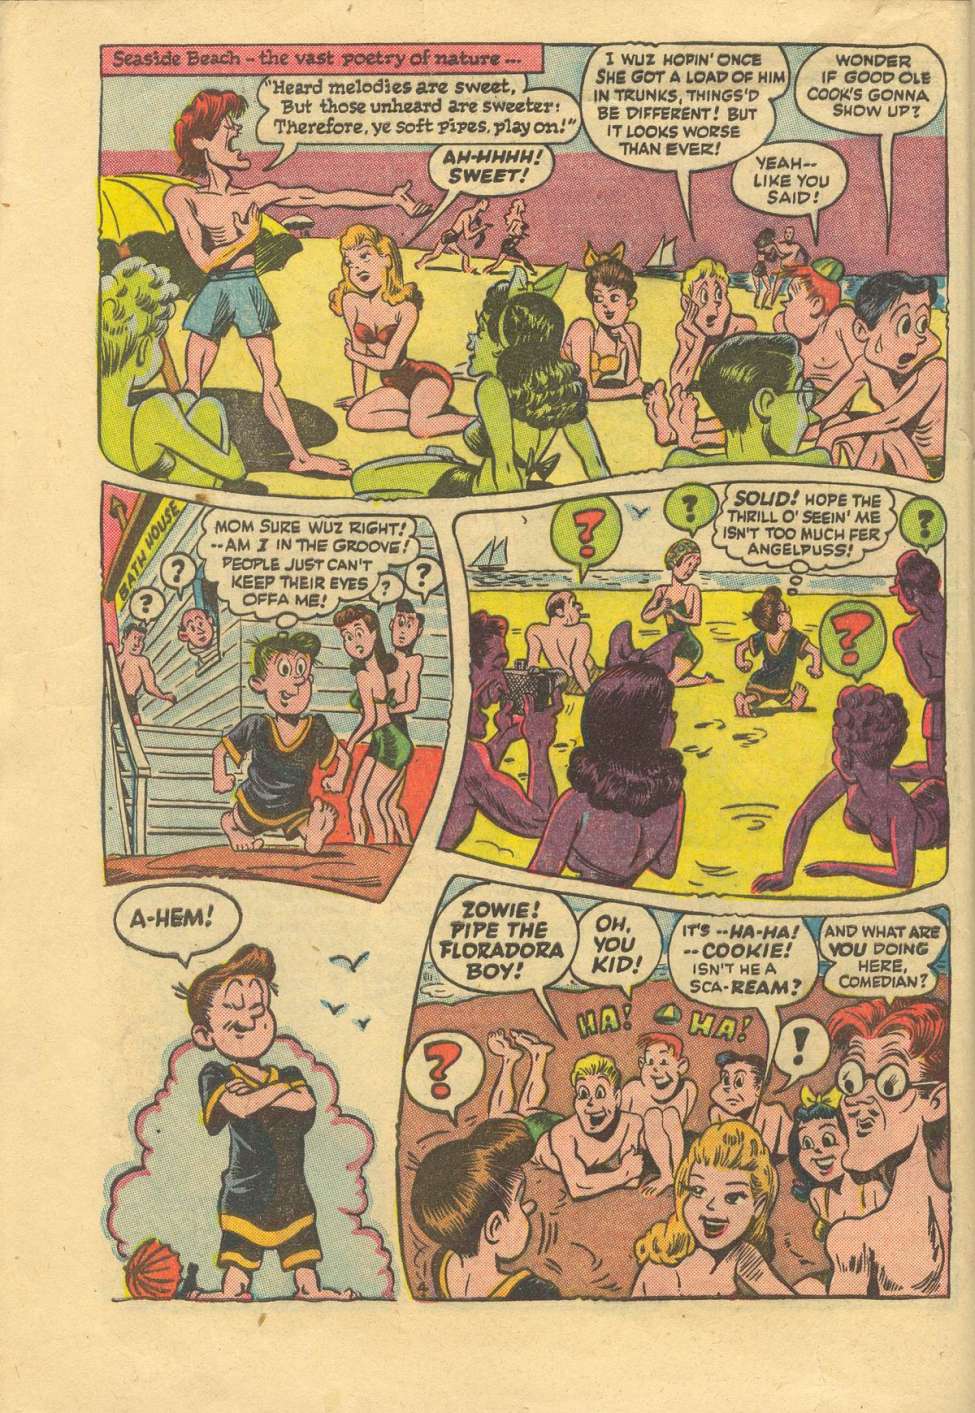 Seaside Beach - the vast poetry of nature...
"Heard melodies are sweet,
But those unheard are sweeter:
Therefore, ye soft pipes, play on!"
AH-HHHH!
SWEET!
I WUZ HOPIN' ONCE
SHE GOT A LOAD OF HIM
IN TRUNKS, THINGS'D
BE DIFFERENT! BUT
IT LOOKS WORSE
THAN EVER!
YEAH--
LIKE YOU
SAID!
WONDER
IF GOOD OLE
COOK'S GONNA
SHOW UP?
BATH HOUSE
?
?
MOM SURE WUZ RIGHT!
--AM I IN THE GROOVE!
PEOPLE JUST CAN'T
KEEP THEIR EYES
OFFA ME!
?
?
?
?
SOLID! HOPE THE
THRILL O' SEEIN' ME
ISN'T TOO MUCH FER
ANGELPUSS!
?
?
A-HEM!
ZOWIE!
PIPE THE
FLORADORA
BOY!
OH,
YOU
KID!
IT'S --HA-HA!
--COOKIE!
ISN'T HE A
SCA-REAM?
AND WHAT ARE
YOU DOING
HERE,
COMEDIAN?
HA! HA!
?
!
4